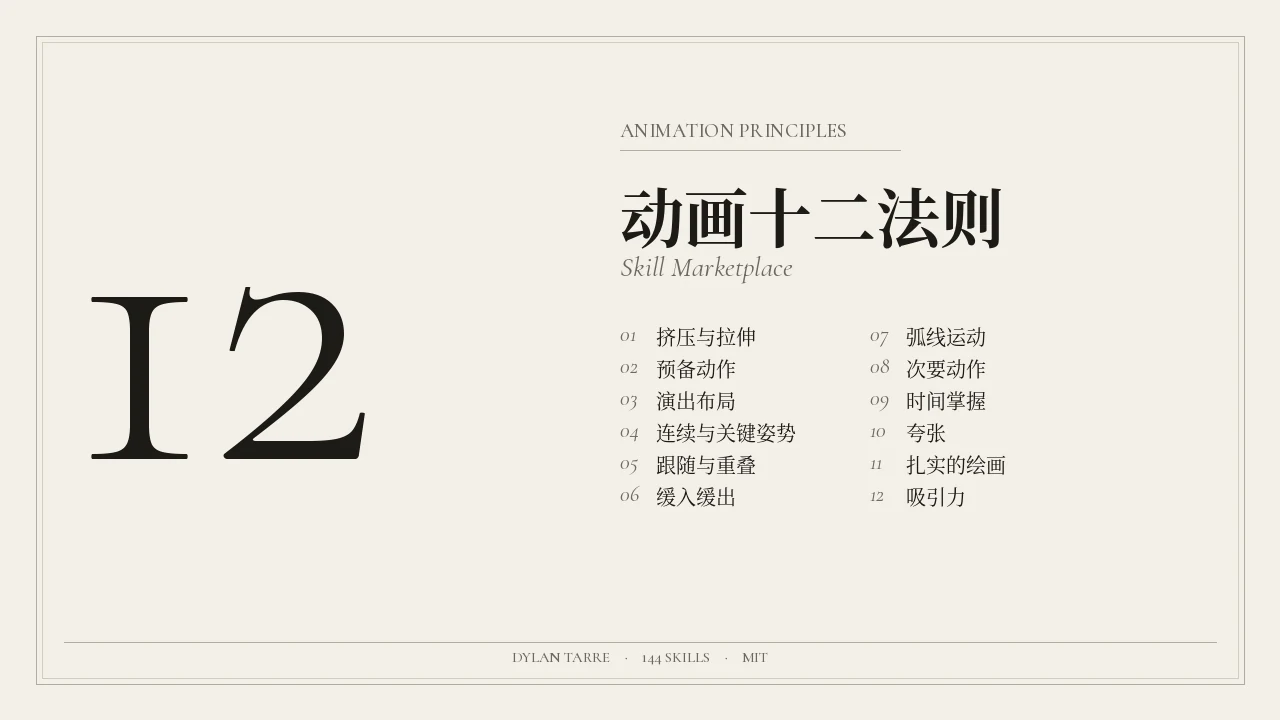 12
ANIMATION PRINCIPLES
动画十二法则
Skill Marketplace
01 挤压与拉伸
02 预备动作
03 演出布局
04 连续与关键姿势
05 跟随与重叠
06 缓入缓出
07 弧线运动
08 次要动作
09 时间掌握
10 夸张
11 扎实的绘画
12 吸引力
DYLAN TARRE · 144 SKILLS · MIT